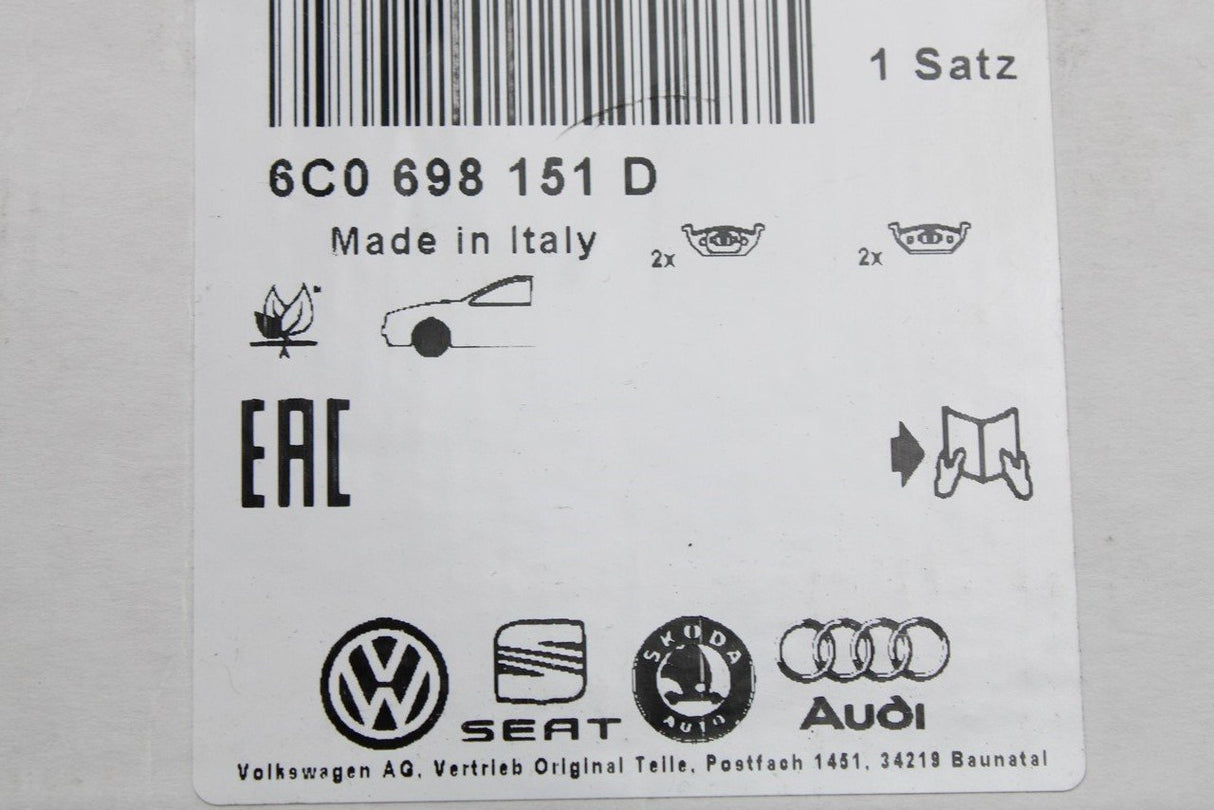 1 Satz
6C0 698 151 D
Made in Italy
2x
2x
EAC
SKODA
AUTO
SEAT
Audi
Volkswagen AG, Vertrieb Original Teile, Postfach 1451, 34219 Baunatal